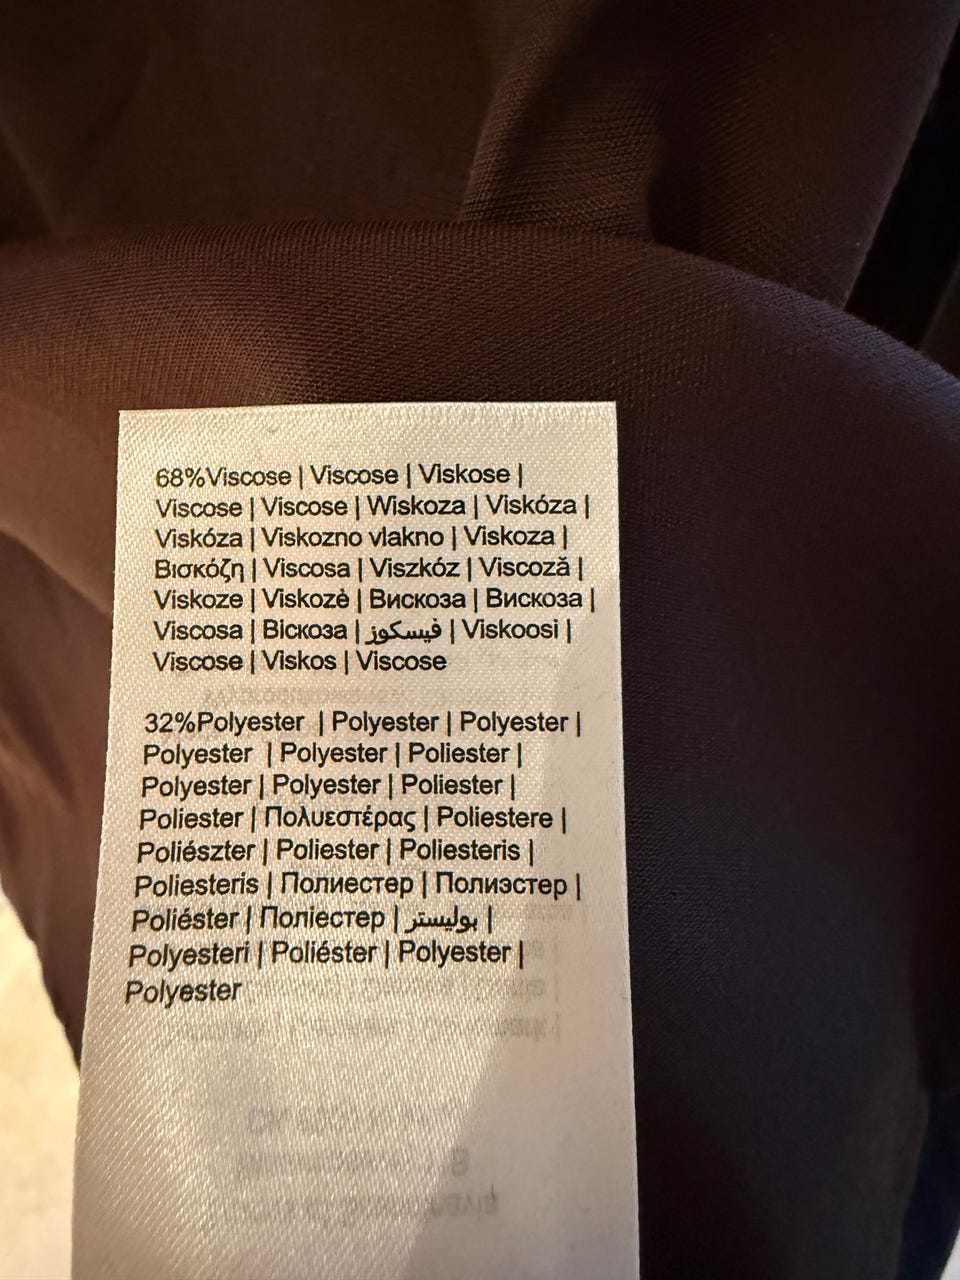 68%Viscose | Viscose | Viskose |
Viscose | Viscose | Wiskoza | Viskóza |
Viskóza | Viskozno vlakno | Viskoza |
Βισκόζη | Viscosa | Viszkóz | Viscoză |
Viskoze | Viskozė | Вискоза | Вискоза |
Viscosa | Віскоза | فيسكوز | Viskoosi |
Viscose | Viskos | Viscose
32%Polyester | Polyester | Polyester |
Polyester | Polyester | Poliester |
Polyester | Polyester | Poliester |
Poliester | Πολυεστέρας | Poliestere |
Poliészter | Poliester | Poliesteris |
Poliesteris | Полиестер | Полиэстер |
Poliéster | Поліестер | بوليستر |
Polyesteri | Poliéster | Polyester |
Polyester